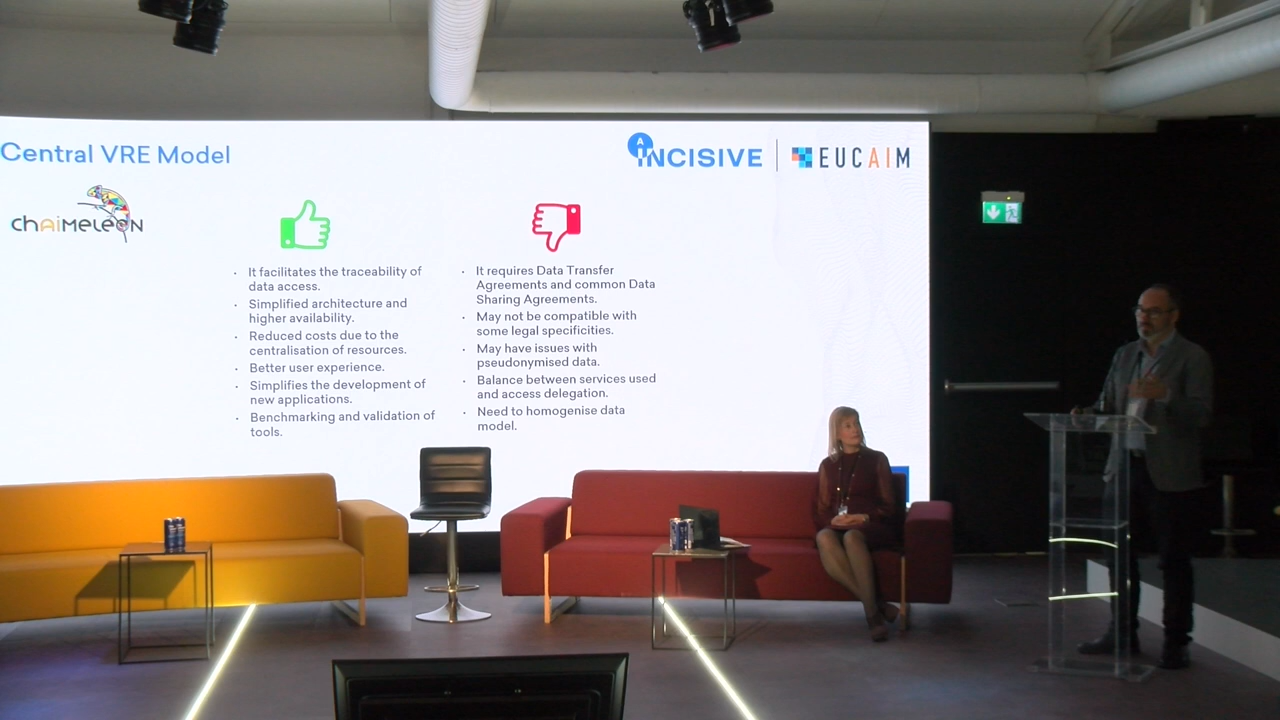 Central VRE Model
AINCISIVE
EUCAIM
chAiMELEON
· It facilitates the traceability of
data access.
· Simplified architecture and
higher availability.
· Reduced costs due to the
centralisation of resources.
· Better user experience.
· Simplifies the development of
new applications.
· Benchmarking and validation of
tools.
· It requires Data Transfer
Agreements and common Data
Sharing Agreements.
· May not be compatible with
some legal specificities.
· May have issues with
pseudonymised data.
· Balance between services used
and access delegation.
· Need to homogenise data
model.